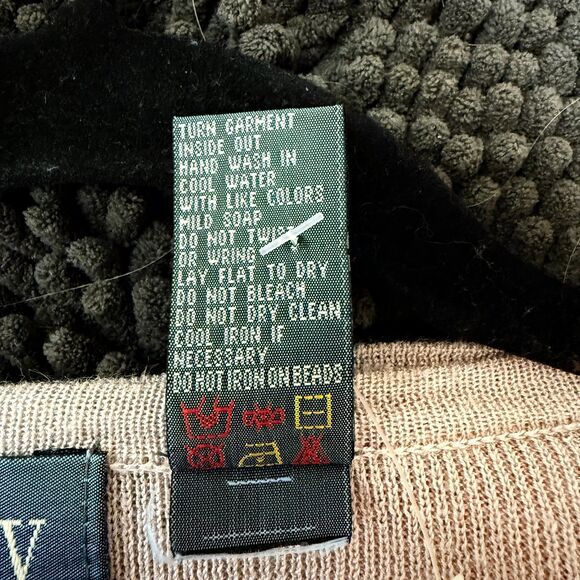 TURN GARMENT
INSIDE OUT
HAND WASH IN
COOL WATER
WITH LIKE COLORS
MILD SOAP
DO NOT TWIST
OR WRING
LAY FLAT TO DRY
DO NOT BLEACH
DO NOT DRY CLEAN
COOL IRON IF
NECESSARY
DO NOT IRON ON BEADS
V